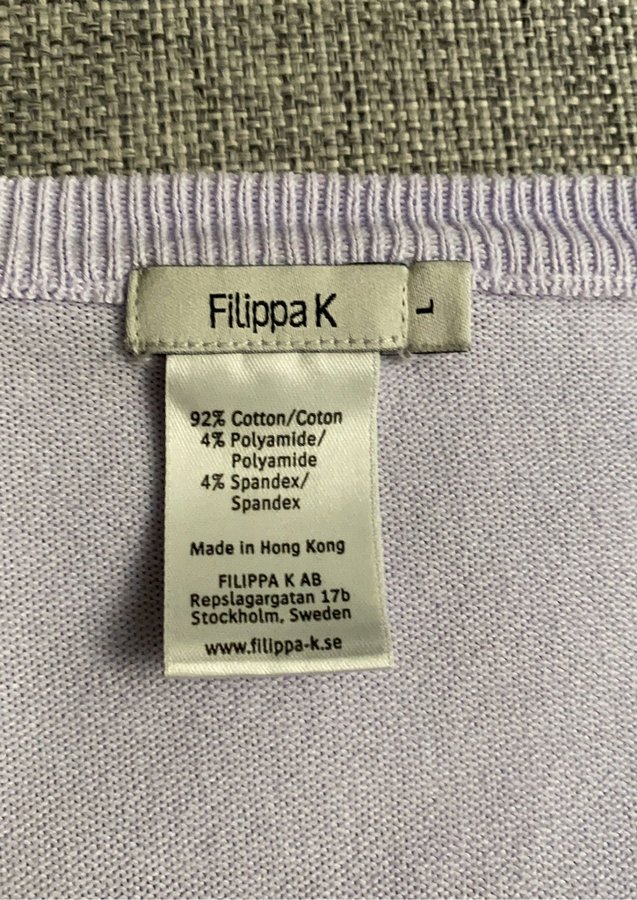 Filippa K
L
92% Cotton/Coton
4% Polyamide/
Polyamide
4% Spandex/
Spandex
Made in Hong Kong
FILIPPA K AB
Repslagargatan 17b
Stockholm, Sweden
www.filippa-k.se